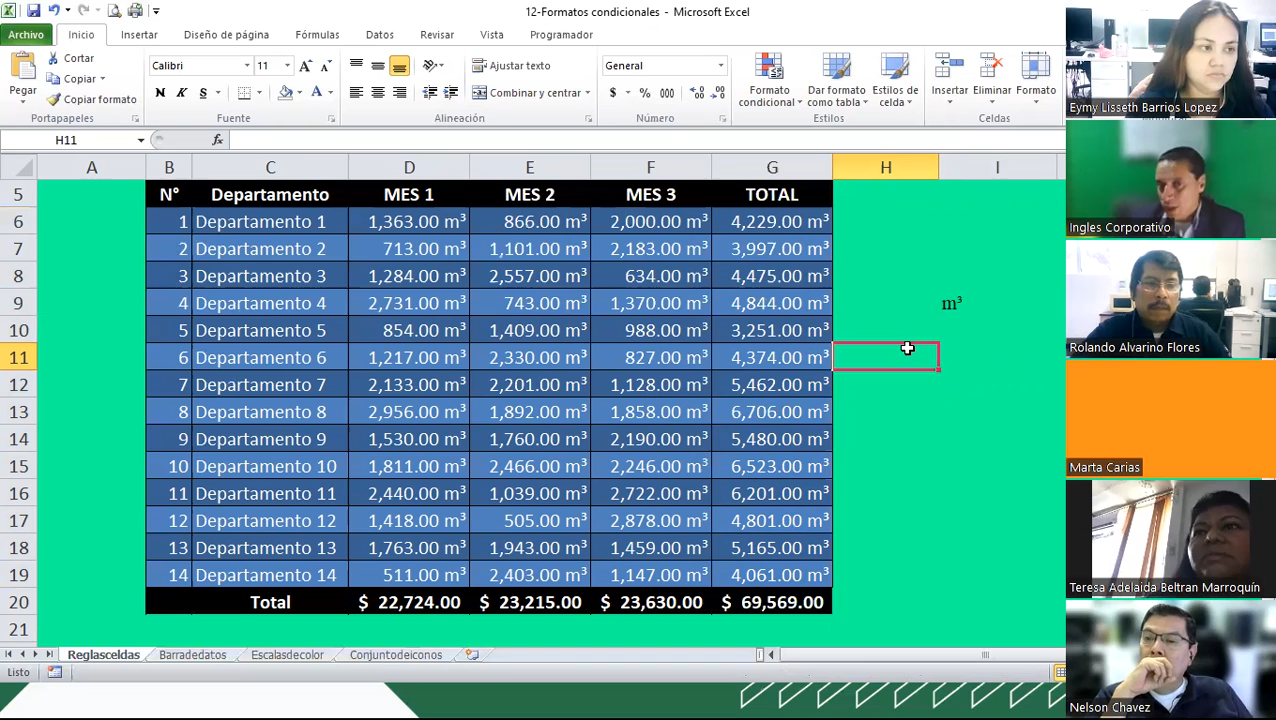 12-Formatos condicionales - Microsoft Excel
Archivo Inicio Insertar Diseño de página Fórmulas Datos Revisar Vista Programador
Pegar Cortar Copiar Copiar formato Portapapeles
Calibri 11 N K S A A A Fuente
Ajustar texto Combinar y centrar Alineación
General $ % 000 Número
Formato condicional Dar formato como tabla Estilos de celda Estilos
Insertar Eliminar Formato Celdas
H11 fx
A B C D E F G H I
5 N° Departamento MES 1 MES 2 MES 3 TOTAL
6 1 Departamento 1 1,363.00 m³ 866.00 m³ 2,000.00 m³ 4,229.00 m³
7 2 Departamento 2 713.00 m³ 1,101.00 m³ 2,183.00 m³ 3,997.00 m³
8 3 Departamento 3 1,284.00 m³ 2,557.00 m³ 634.00 m³ 4,475.00 m³
9 4 Departamento 4 2,731.00 m³ 743.00 m³ 1,370.00 m³ 4,844.00 m³ m³
10 5 Departamento 5 854.00 m³ 1,409.00 m³ 988.00 m³ 3,251.00 m³
11 6 Departamento 6 1,217.00 m³ 2,330.00 m³ 827.00 m³ 4,374.00 m³
12 7 Departamento 7 2,133.00 m³ 2,201.00 m³ 1,128.00 m³ 5,462.00 m³
13 8 Departamento 8 2,956.00 m³ 1,892.00 m³ 1,858.00 m³ 6,706.00 m³
14 9 Departamento 9 1,530.00 m³ 1,760.00 m³ 2,190.00 m³ 5,480.00 m³
15 10 Departamento 10 1,811.00 m³ 2,466.00 m³ 2,246.00 m³ 6,523.00 m³
16 11 Departamento 11 2,440.00 m³ 1,039.00 m³ 2,722.00 m³ 6,201.00 m³
17 12 Departamento 12 1,418.00 m³ 505.00 m³ 2,878.00 m³ 4,801.00 m³
18 13 Departamento 13 1,763.00 m³ 1,943.00 m³ 1,459.00 m³ 5,165.00 m³
19 14 Departamento 14 511.00 m³ 2,403.00 m³ 1,147.00 m³ 4,061.00 m³
20 Total $ 22,724.00 $ 23,215.00 $ 23,630.00 $ 69,569.00
21
Reglasceldas Barradedatos Escalasdecolor Conjuntodeiconos
Listo
Eymy Lisseth Barrios Lopez
Ingles Corporativo
Rolando Alvarino Flores
Marta Carias
Teresa Adelaida Beltran Marroquín
Nelson Chavez